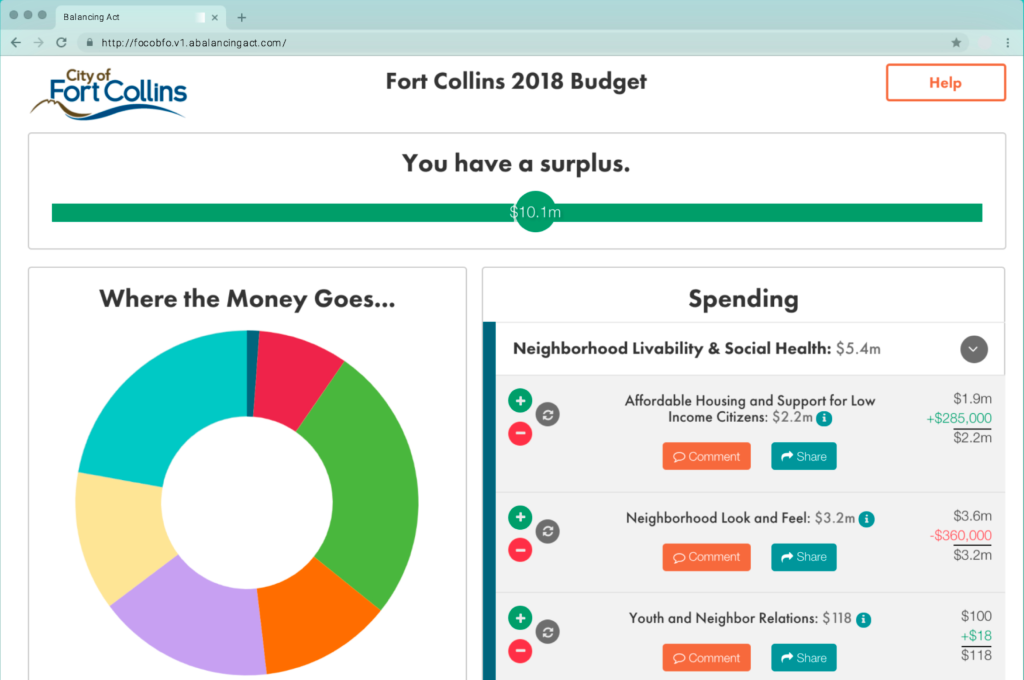 Balancing Act
http://focobfo.v1.abalancingact.com/
City of
Fort Collins
Fort Collins 2018 Budget
Help
You have a surplus.
$10.1m
Where the Money Goes...
Spending
Neighborhood Livability & Social Health: $5.4m
Affordable Housing and Support for Low
Income Citizens: $2.2m
Comment
Share
$1.9m
+$285,000
$2.2m
Neighborhood Look and Feel: $3.2m
Comment
Share
$3.6m
-$360,000
$3.2m
Youth and Neighbor Relations: $118
Comment
Share
$100
+$18
$118